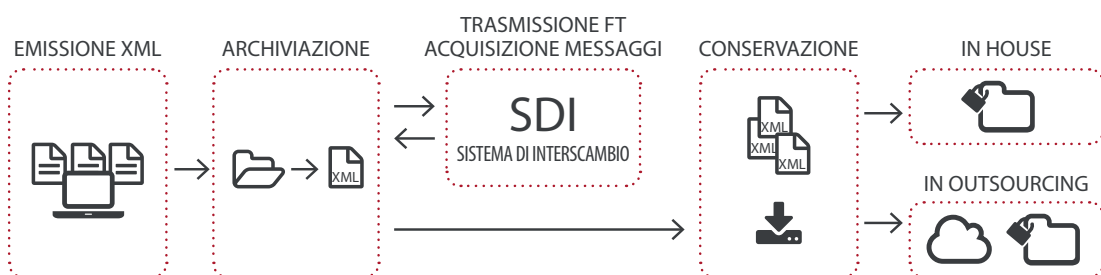 EMISSIONE XML
ARCHIVIAZIONE
XML
TRASMISSIONE FT
ACQUISIZIONE MESSAGGI
SDI
SISTEMA DI INTERSCAMBIO
CONSERVAZIONE
XML
XML
XML
IN HOUSE
IN OUTSOURCING